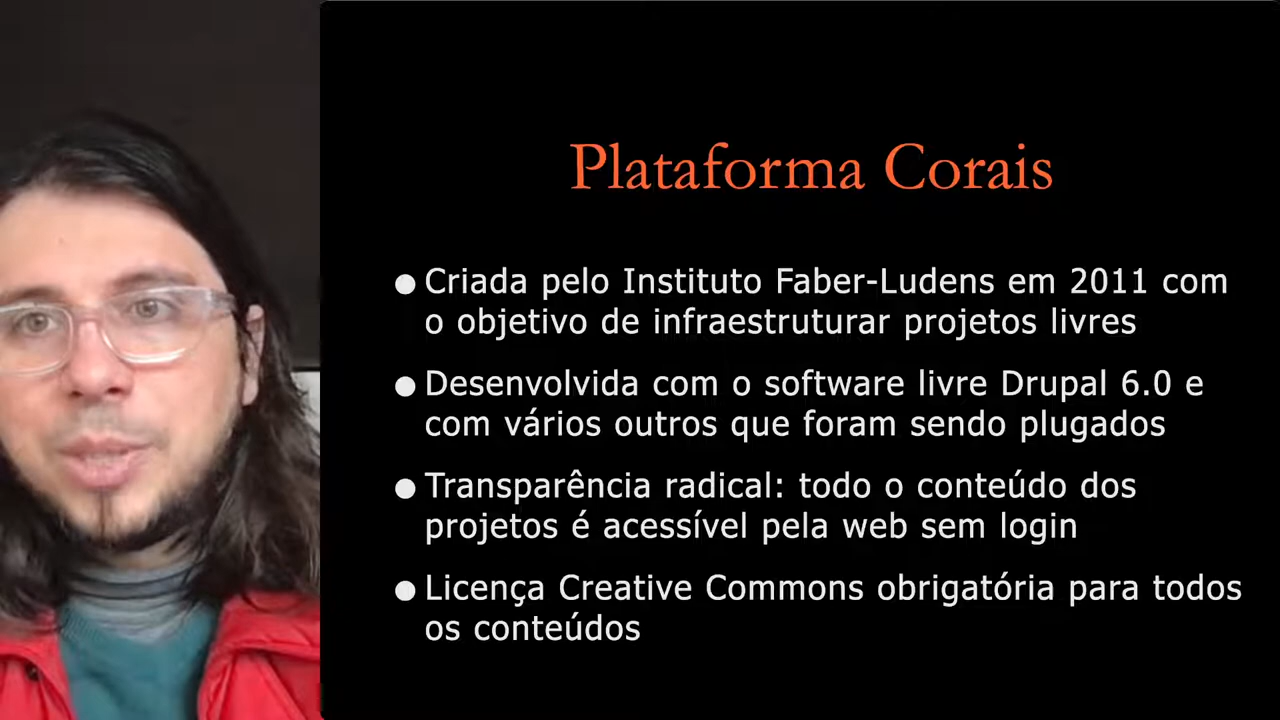 Plataforma Corais
● Criada pelo Instituto Faber-Ludens em 2011 com
o objetivo de infraestruturar projetos livres
● Desenvolvida com o software livre Drupal 6.0 e
com vários outros que foram sendo plugados
● Transparência radical: todo o conteúdo dos
projetos é acessível pela web sem login
● Licença Creative Commons obrigatória para todos
os conteúdos